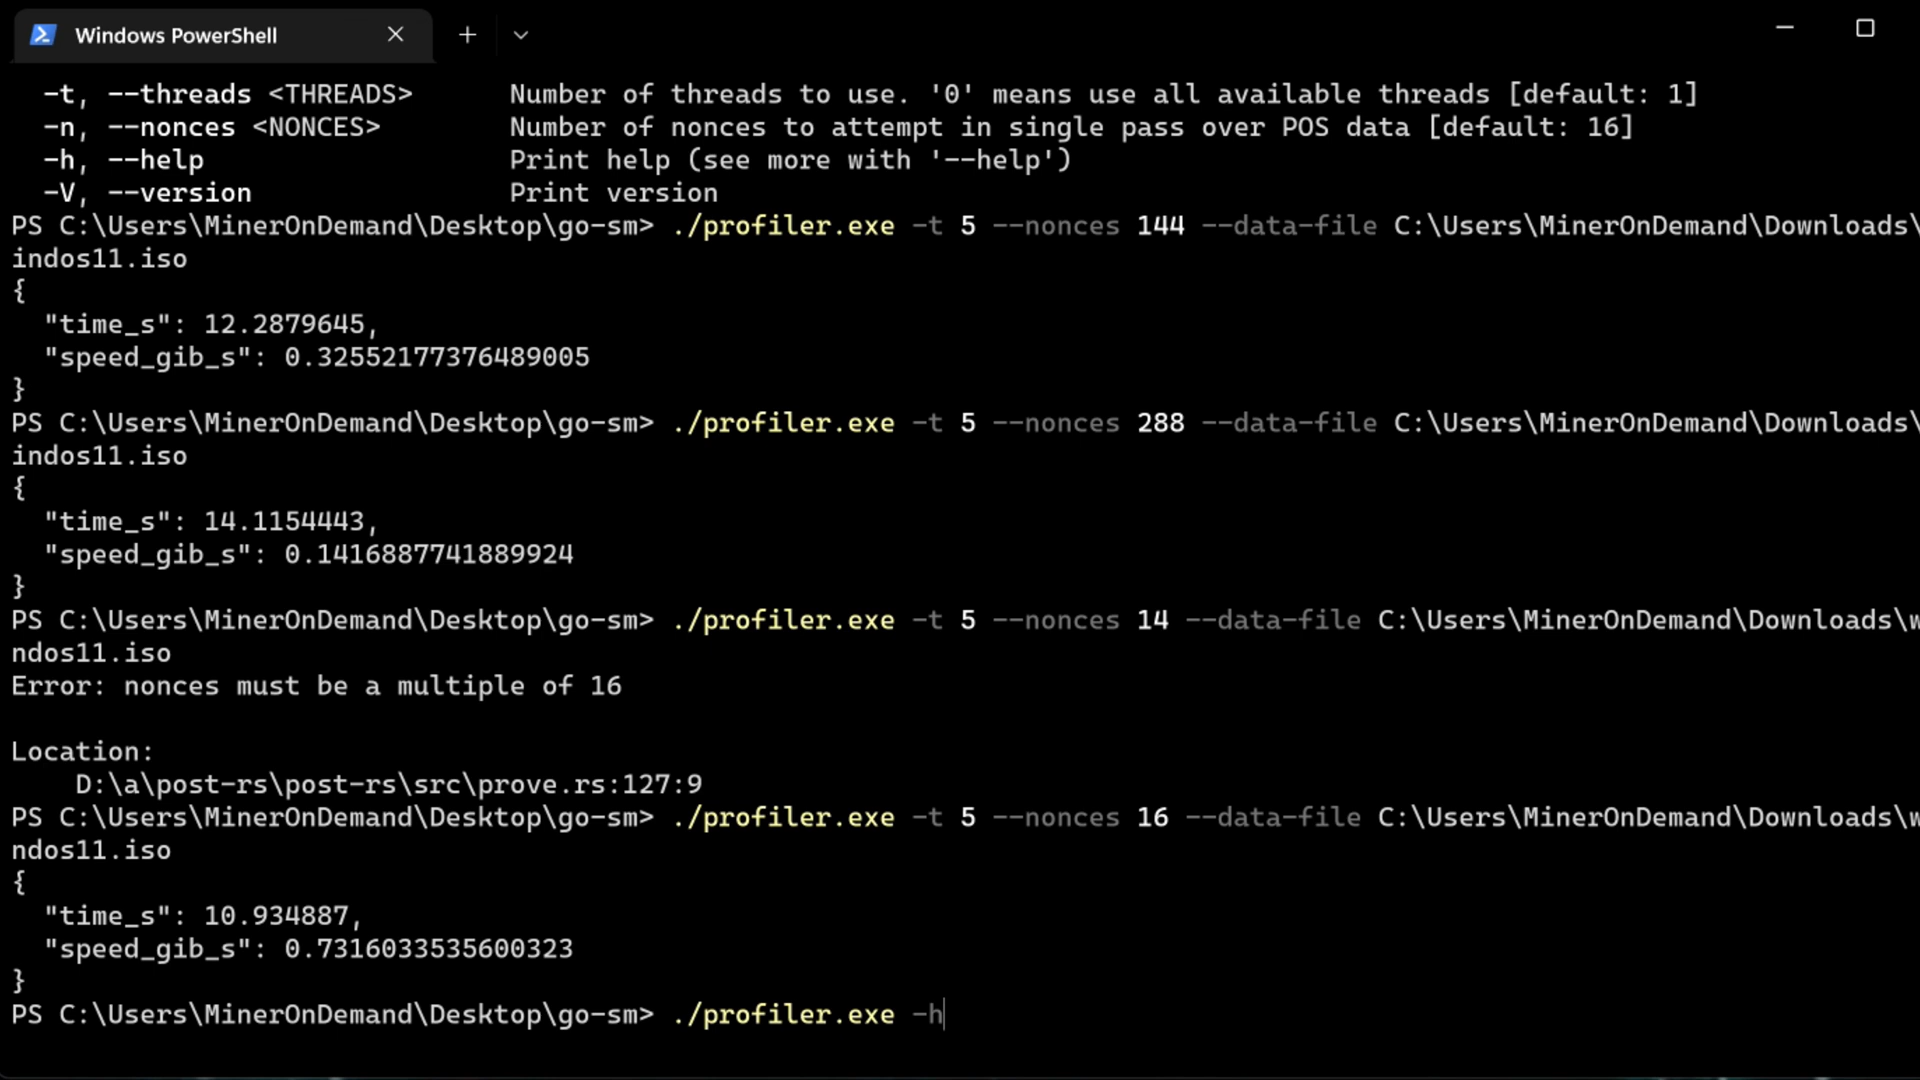 Windows PowerShell
-t, --threads <THREADS> Number of threads to use. '0' means use all available threads [default: 1]
-n, --nonces <NONCES> Number of nonces to attempt in single pass over POS data [default: 16]
-h, --help Print help (see more with '--help')
-V, --version Print version
PS C:\Users\MinerOnDemand\Desktop\go-sm> ./profiler.exe -t 5 --nonces 144 --data-file C:\Users\MinerOnDemand\Downloads\
indos11.iso
{
"time_s": 12.2879645,
"speed_gib_s": 0.32552177376489005
}
PS C:\Users\MinerOnDemand\Desktop\go-sm> ./profiler.exe -t 5 --nonces 288 --data-file C:\Users\MinerOnDemand\Downloads\
indos11.iso
{
"time_s": 14.1154443,
"speed_gib_s": 0.1416887741889924
}
PS C:\Users\MinerOnDemand\Desktop\go-sm> ./profiler.exe -t 5 --nonces 14 --data-file C:\Users\MinerOnDemand\Downloads\w
ndos11.iso
Error: nonces must be a multiple of 16
Location:
D:\a\post-rs\post-rs\src\prove.rs:127:9
PS C:\Users\MinerOnDemand\Desktop\go-sm> ./profiler.exe -t 5 --nonces 16 --data-file C:\Users\MinerOnDemand\Downloads\w
ndos11.iso
{
"time_s": 10.934887,
"speed_gib_s": 0.7316033535600323
}
PS C:\Users\MinerOnDemand\Desktop\go-sm> ./profiler.exe -h